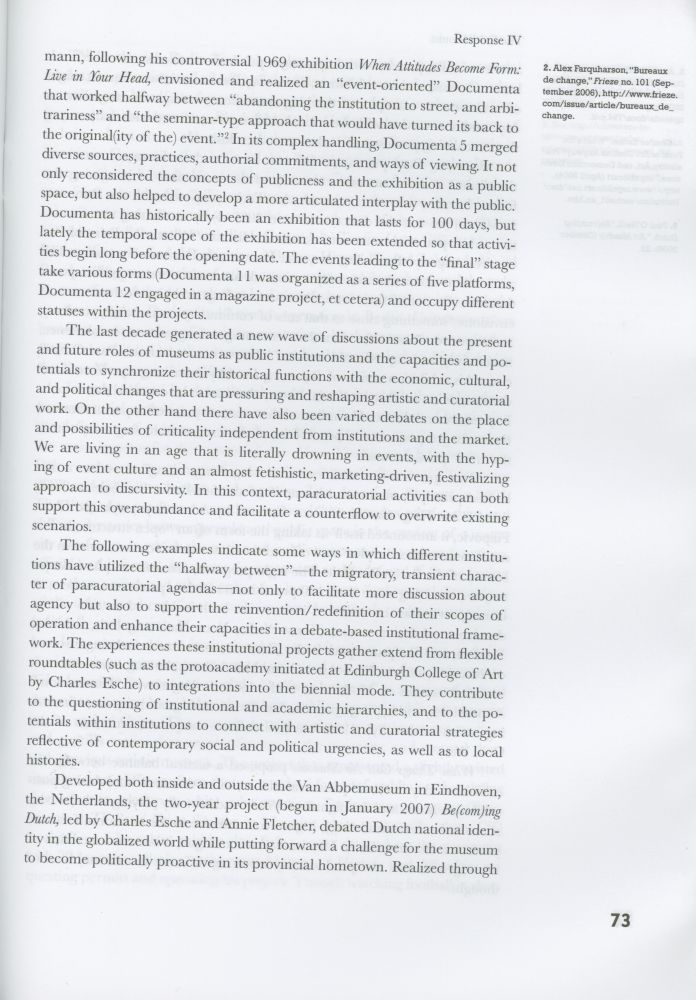 Response IV
mann, following his controversial 1969 exhibition When Attitudes Become Form:
Live in Your Head, envisioned and realized an “event-oriented” Documenta
that worked halfway between “abandoning the institution to street, and arbi-
trariness” and “the seminar-type approach that would have turned its back to
the original(ity of the) event.”2 In its complex handling, Documenta 5 merged
diverse sources, practices, authorial commitments, and ways of viewing. It not
only reconsidered the concepts of publicness and the exhibition as a public
space, but also helped to develop a more articulated interplay with the public.
Documenta has historically been an exhibition that lasts for 100 days, but
lately the temporal scope of the exhibition has been extended so that activi-
ties begin long before the opening date. The events leading to the “final” stage
take various forms (Documenta 11 was organized as a series of five platforms,
Documenta 12 engaged in a magazine project, et cetera) and occupy different
statuses within the projects.
The last decade generated a new wave of discussions about the present
and future roles of museums as public institutions and the capacities and po-
tentials to synchronize their historical functions with the economic, cultural,
and political changes that are pressuring and reshaping artistic and curatorial
work. On the other hand there have also been varied debates on the place
and possibilities of criticality independent from institutions and the market.
We are living in an age that is literally drowning in events, with the hyp-
ing of event culture and an almost fetishistic, marketing-driven, festivalizing
approach to discursivity. In this context, paracuratorial activities can both
support this overabundance and facilitate a counterflow to overwrite existing
scenarios.
The following examples indicate some ways in which different institu-
tions have utilized the “halfway between”—the migratory, transient charac-
ter of paracuratorial agendas—not only to facilitate more discussion about
agency but also to support the reinvention/redefinition of their scopes of
operation and enhance their capacities in a debate-based institutional frame-
work. The experiences these institutional projects gather extend from flexible
roundtables (such as the protoacademy initiated at Edinburgh College of Art
by Charles Esche) to integrations into the biennial mode. They contribute
to the questioning of institutional and academic hierarchies, and to the po-
tentials within institutions to connect with artistic and curatorial strategies
reflective of contemporary social and political urgencies, as well as to local
histories.
Developed both inside and outside the Van Abbemuseum in Eindhoven,
the Netherlands, the two-year project (begun in January 2007) Be(com)ing
Dutch, led by Charles Esche and Annie Fletcher, debated Dutch national iden-
tity in the globalized world while putting forward a challenge for the museum
to become politically proactive in its provincial hometown. Realized through
2. Alex Farquharson, “Bureaux
de change,” Frieze no. 101 (Sep-
tember 2006), http://www.frieze.
com/issue/article/bureaux_de_
change.
73